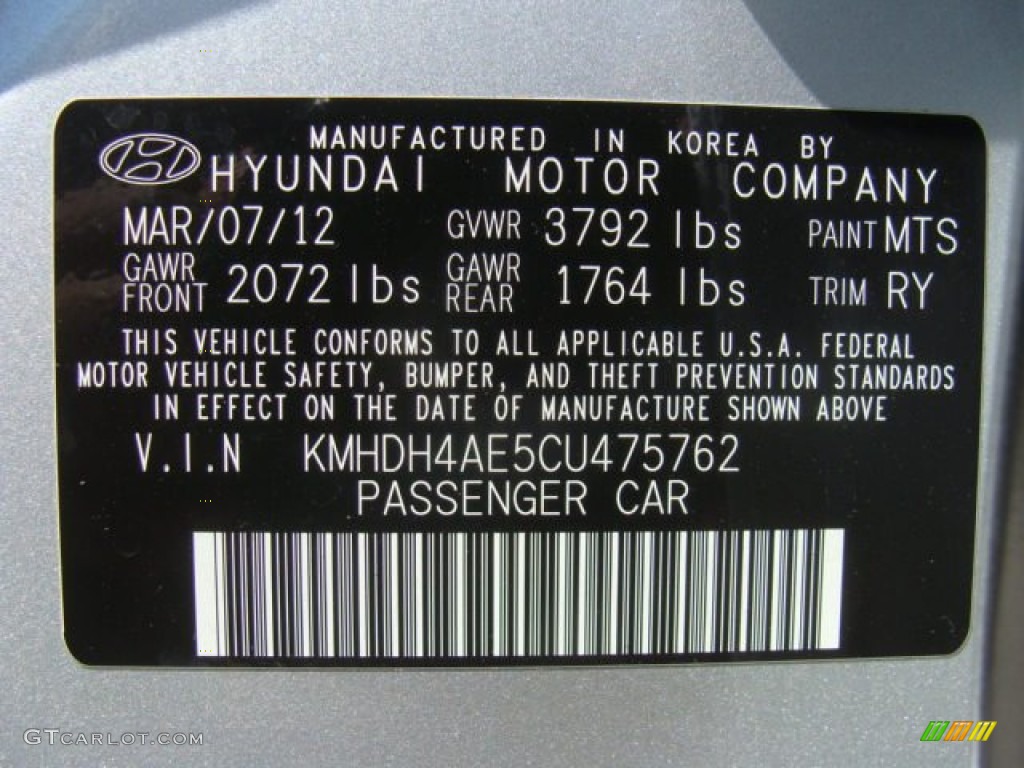 MANUFACTURED IN KOREA BY
HYUNDAI MOTOR COMPANY
MAR/07/12 GVWR 3792 lbs PAINT MTS
GAWR FRONT 2072 lbs GAWR REAR 1764 lbs TRIM RY
THIS VEHICLE CONFORMS TO ALL APPLICABLE U.S.A. FEDERAL
MOTOR VEHICLE SAFETY, BUMPER, AND THEFT PREVENTION STANDARDS
IN EFFECT ON THE DATE OF MANUFACTURE SHOWN ABOVE
V.I.N KMHDH4AE5CU475762
PASSENGER CAR
GTCARLOT.COM